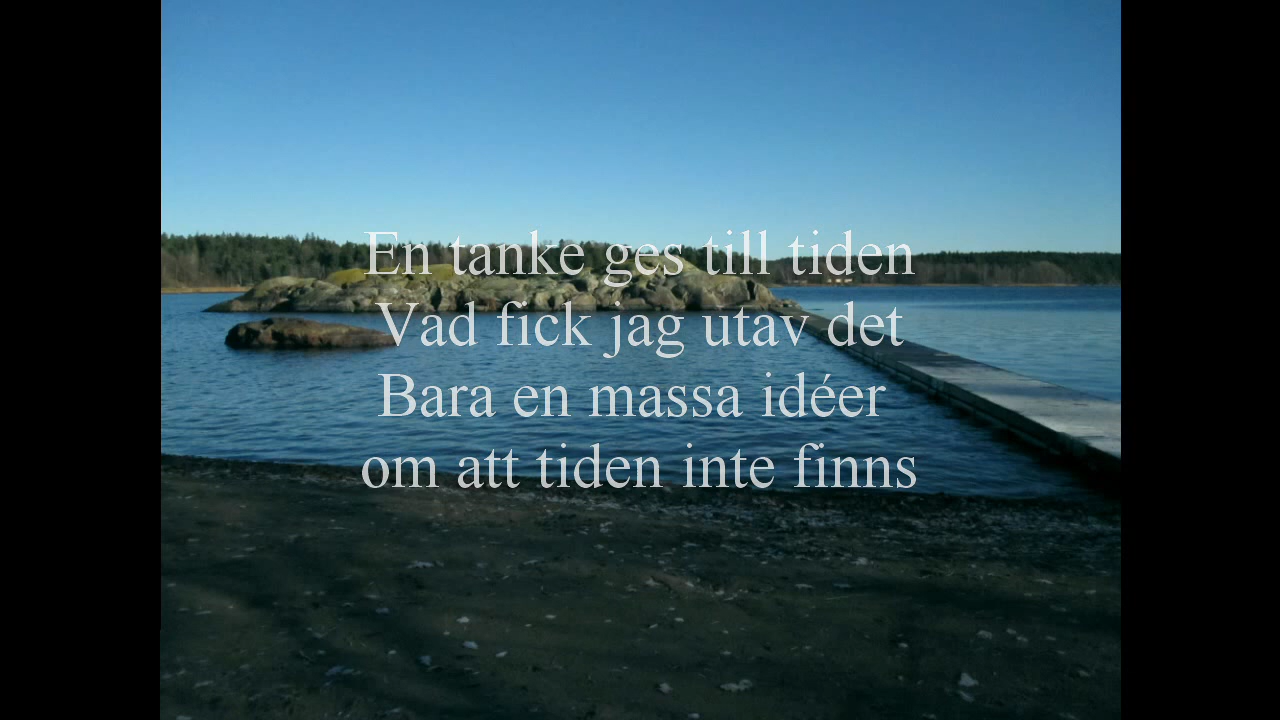 En tanke ges till tiden
Vad fick jag utav det
Bara en massa idéer
om att tiden inte finns